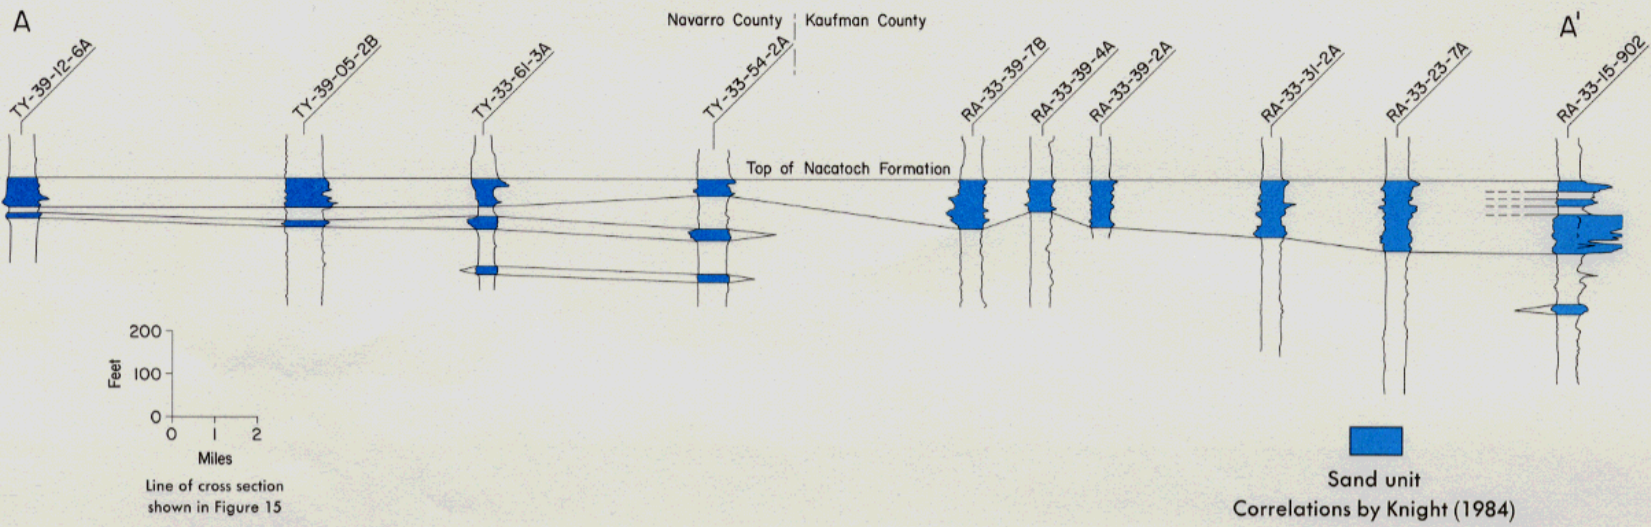 A
Navarro County
Kaufman County
A'
TY-39-12-6A
TY-39-05-2B
TY-33-61-3A
TY-33-54-2A
RA-33-39-7B
RA-33-39-4A
RA-33-39-2A
RA-33-31-2A
RA-33-23-7A
RA-33-15-902
Top of Nacatoch Formation
200
100
0
Feet
0 1 2
Miles
Line of cross section
shown in Figure 15
Sand unit
Correlations by Knight (1984)